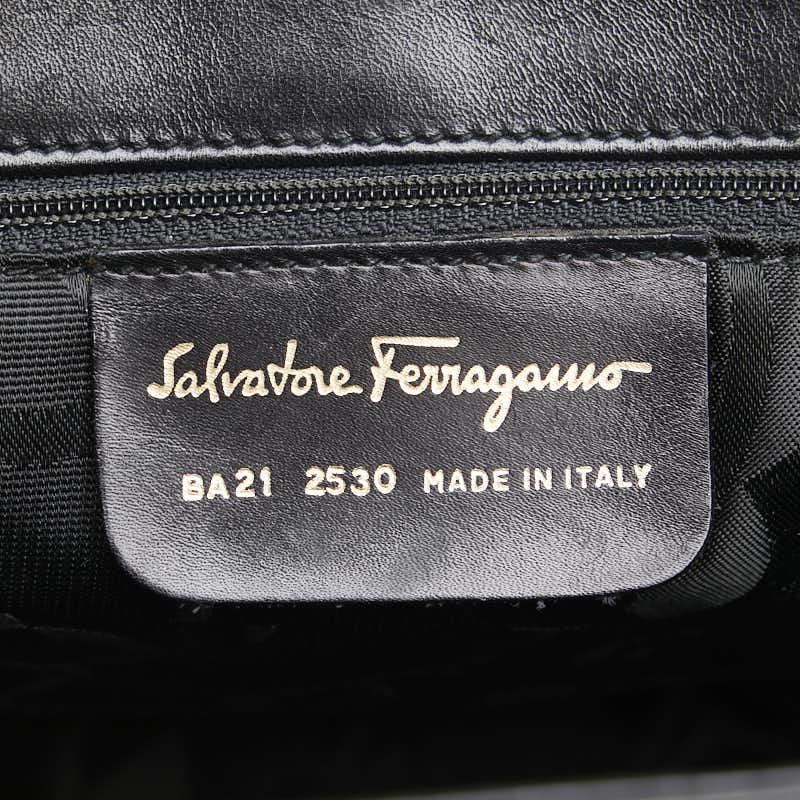 Salvatore Ferragamo
BA21 2530 MADE IN ITALY